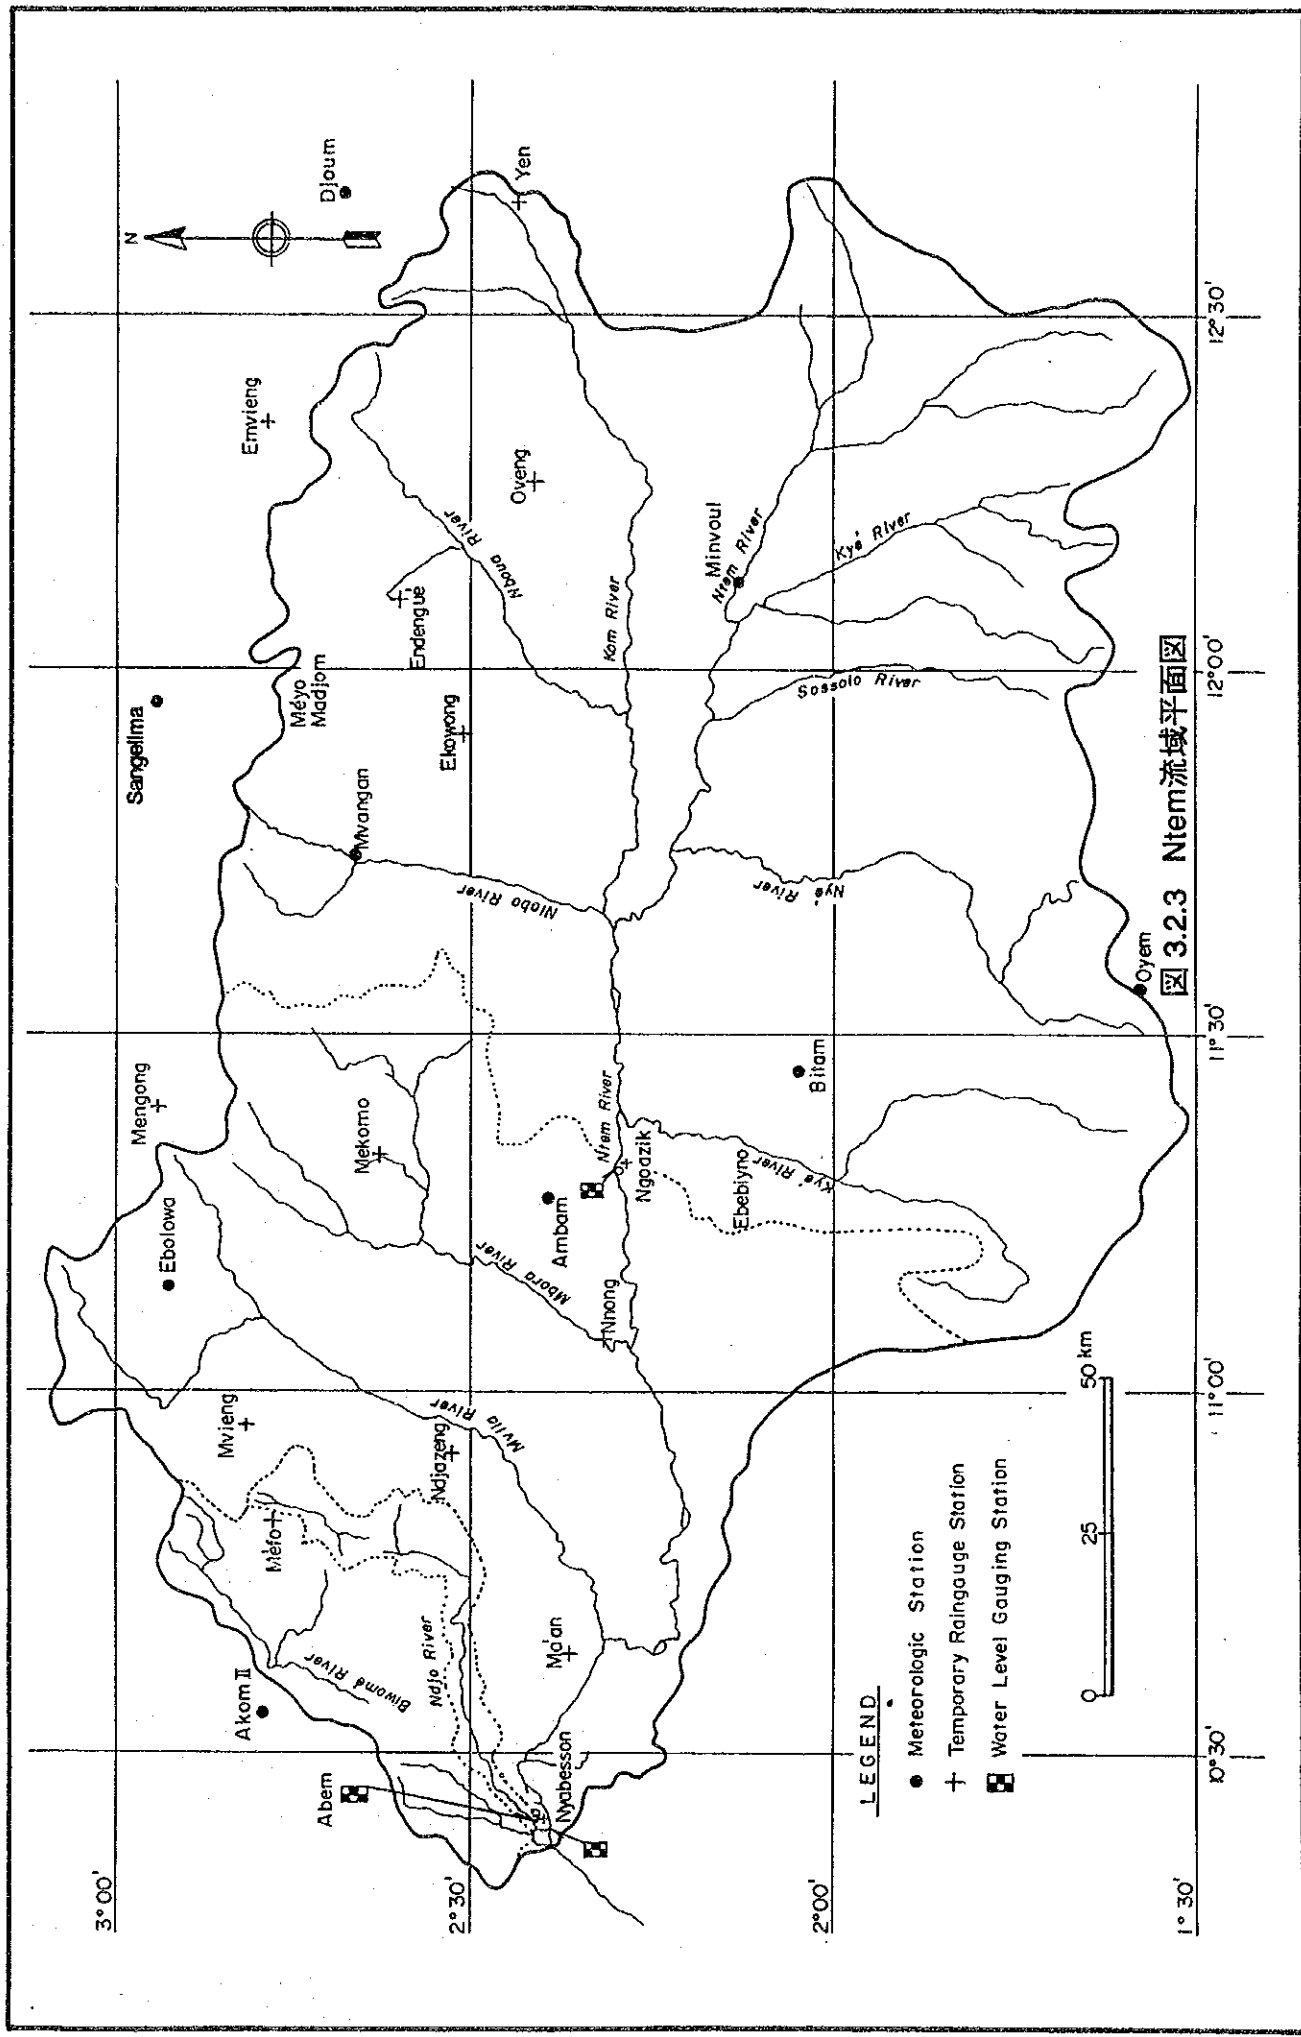 N
Djoum
Yen
Emvieng
Oveng
Nboua River
Endengué
Minvoul
Ntem River
Kyé River
Kom River
Sossolo River
Sangelima
Méyo
Madjom
Ekowong
Mvangan
Nlobo River
Nyé River
Oyem
Mengong
Mekomo
Ntem River
Ngoazik
Bitam
Ebebiyno
Kyé River
Ebolowa
Ambam
Mbora River
Nnong
Mvieng
Mvila River
Ndjazeng
Méfo
Ma'an
Akom II
Biwomé River
Ndjo River
Abem
Nyabesson
3°00'
2°30'
2°00'
1°30'
10°30'
11°00'
11°30'
12°00'
12°30'
LEGEND
Meteorologic Station
Temporary Raingauge Station
Water Level Gauging Station
0 25 50 km
図 3.2.3 Ntem流域平面図